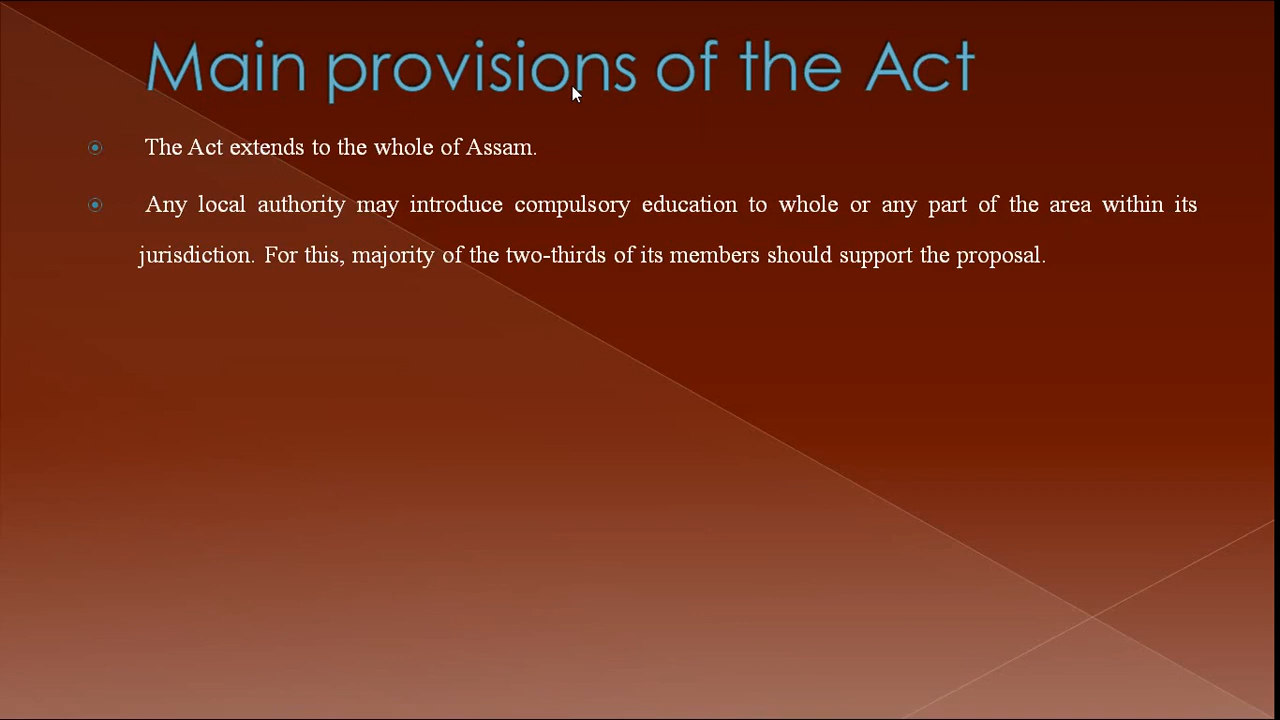 Main provisions of the Act
The Act extends to the whole of Assam.
Any local authority may introduce compulsory education to whole or any part of the area within its
jurisdiction. For this, majority of the two-thirds of its members should support the proposal.